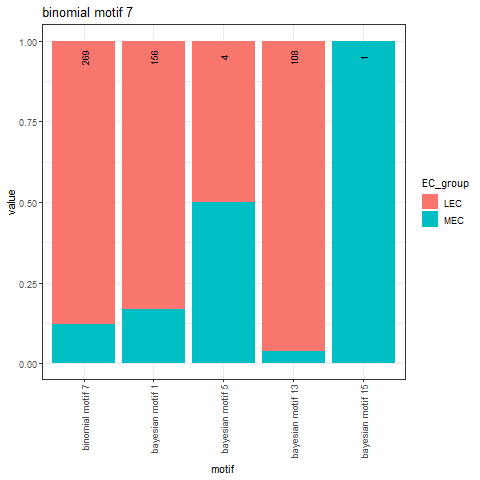 binomial motif 7
269
156
4
108
1
1.00
0.75
0.50
0.25
0.00
value
binomial motif 7
bayesian motif 1
bayesian motif 5
bayesian motif 13
bayesian motif 15
motif
EC_group
LEC
MEC